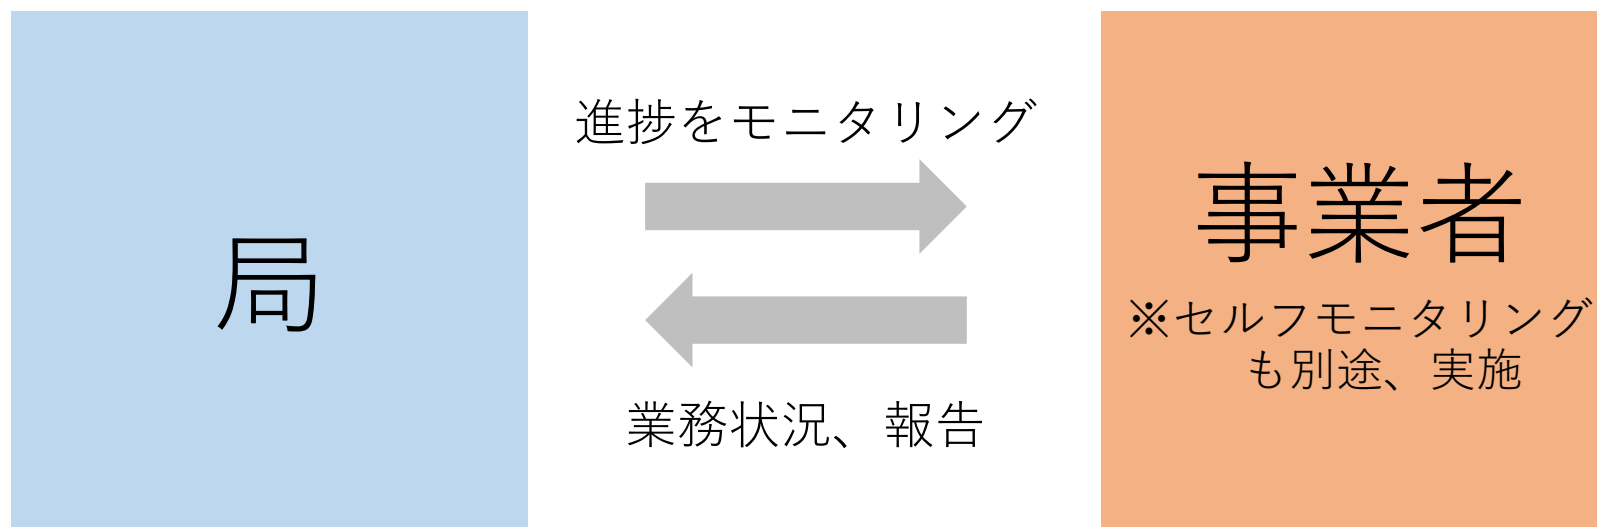 局
進捗をモニタリング
業務状況、報告
事業者
※セルフモニタリング
も別途、実施